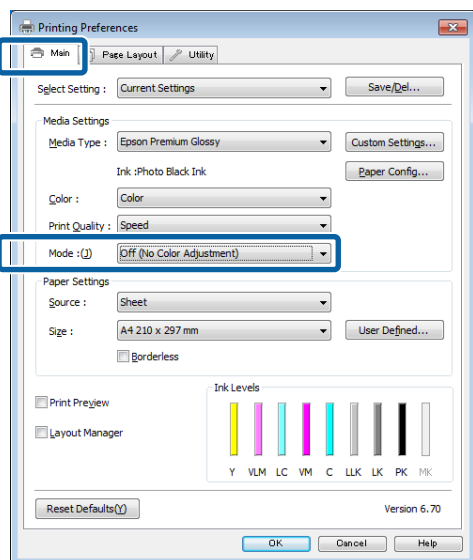 Printing Preferences
Main Page Layout Utility
Select Setting : Current Settings Save/Del...
Media Settings
Media Type : Epson Premium Glossy Custom Settings...
Ink :Photo Black Ink Paper Config...
Color : Color
Print Quality : Speed
Mode :(J) Off (No Color Adjustment)
Paper Settings
Source : Sheet
Size : A4 210 x 297 mm User Defined...
Borderless
Ink Levels
Print Preview
Layout Manager
Y VLM LC VM C LLK LK PK MK
Reset Defaults(Y) Version 6.70
OK Cancel Help